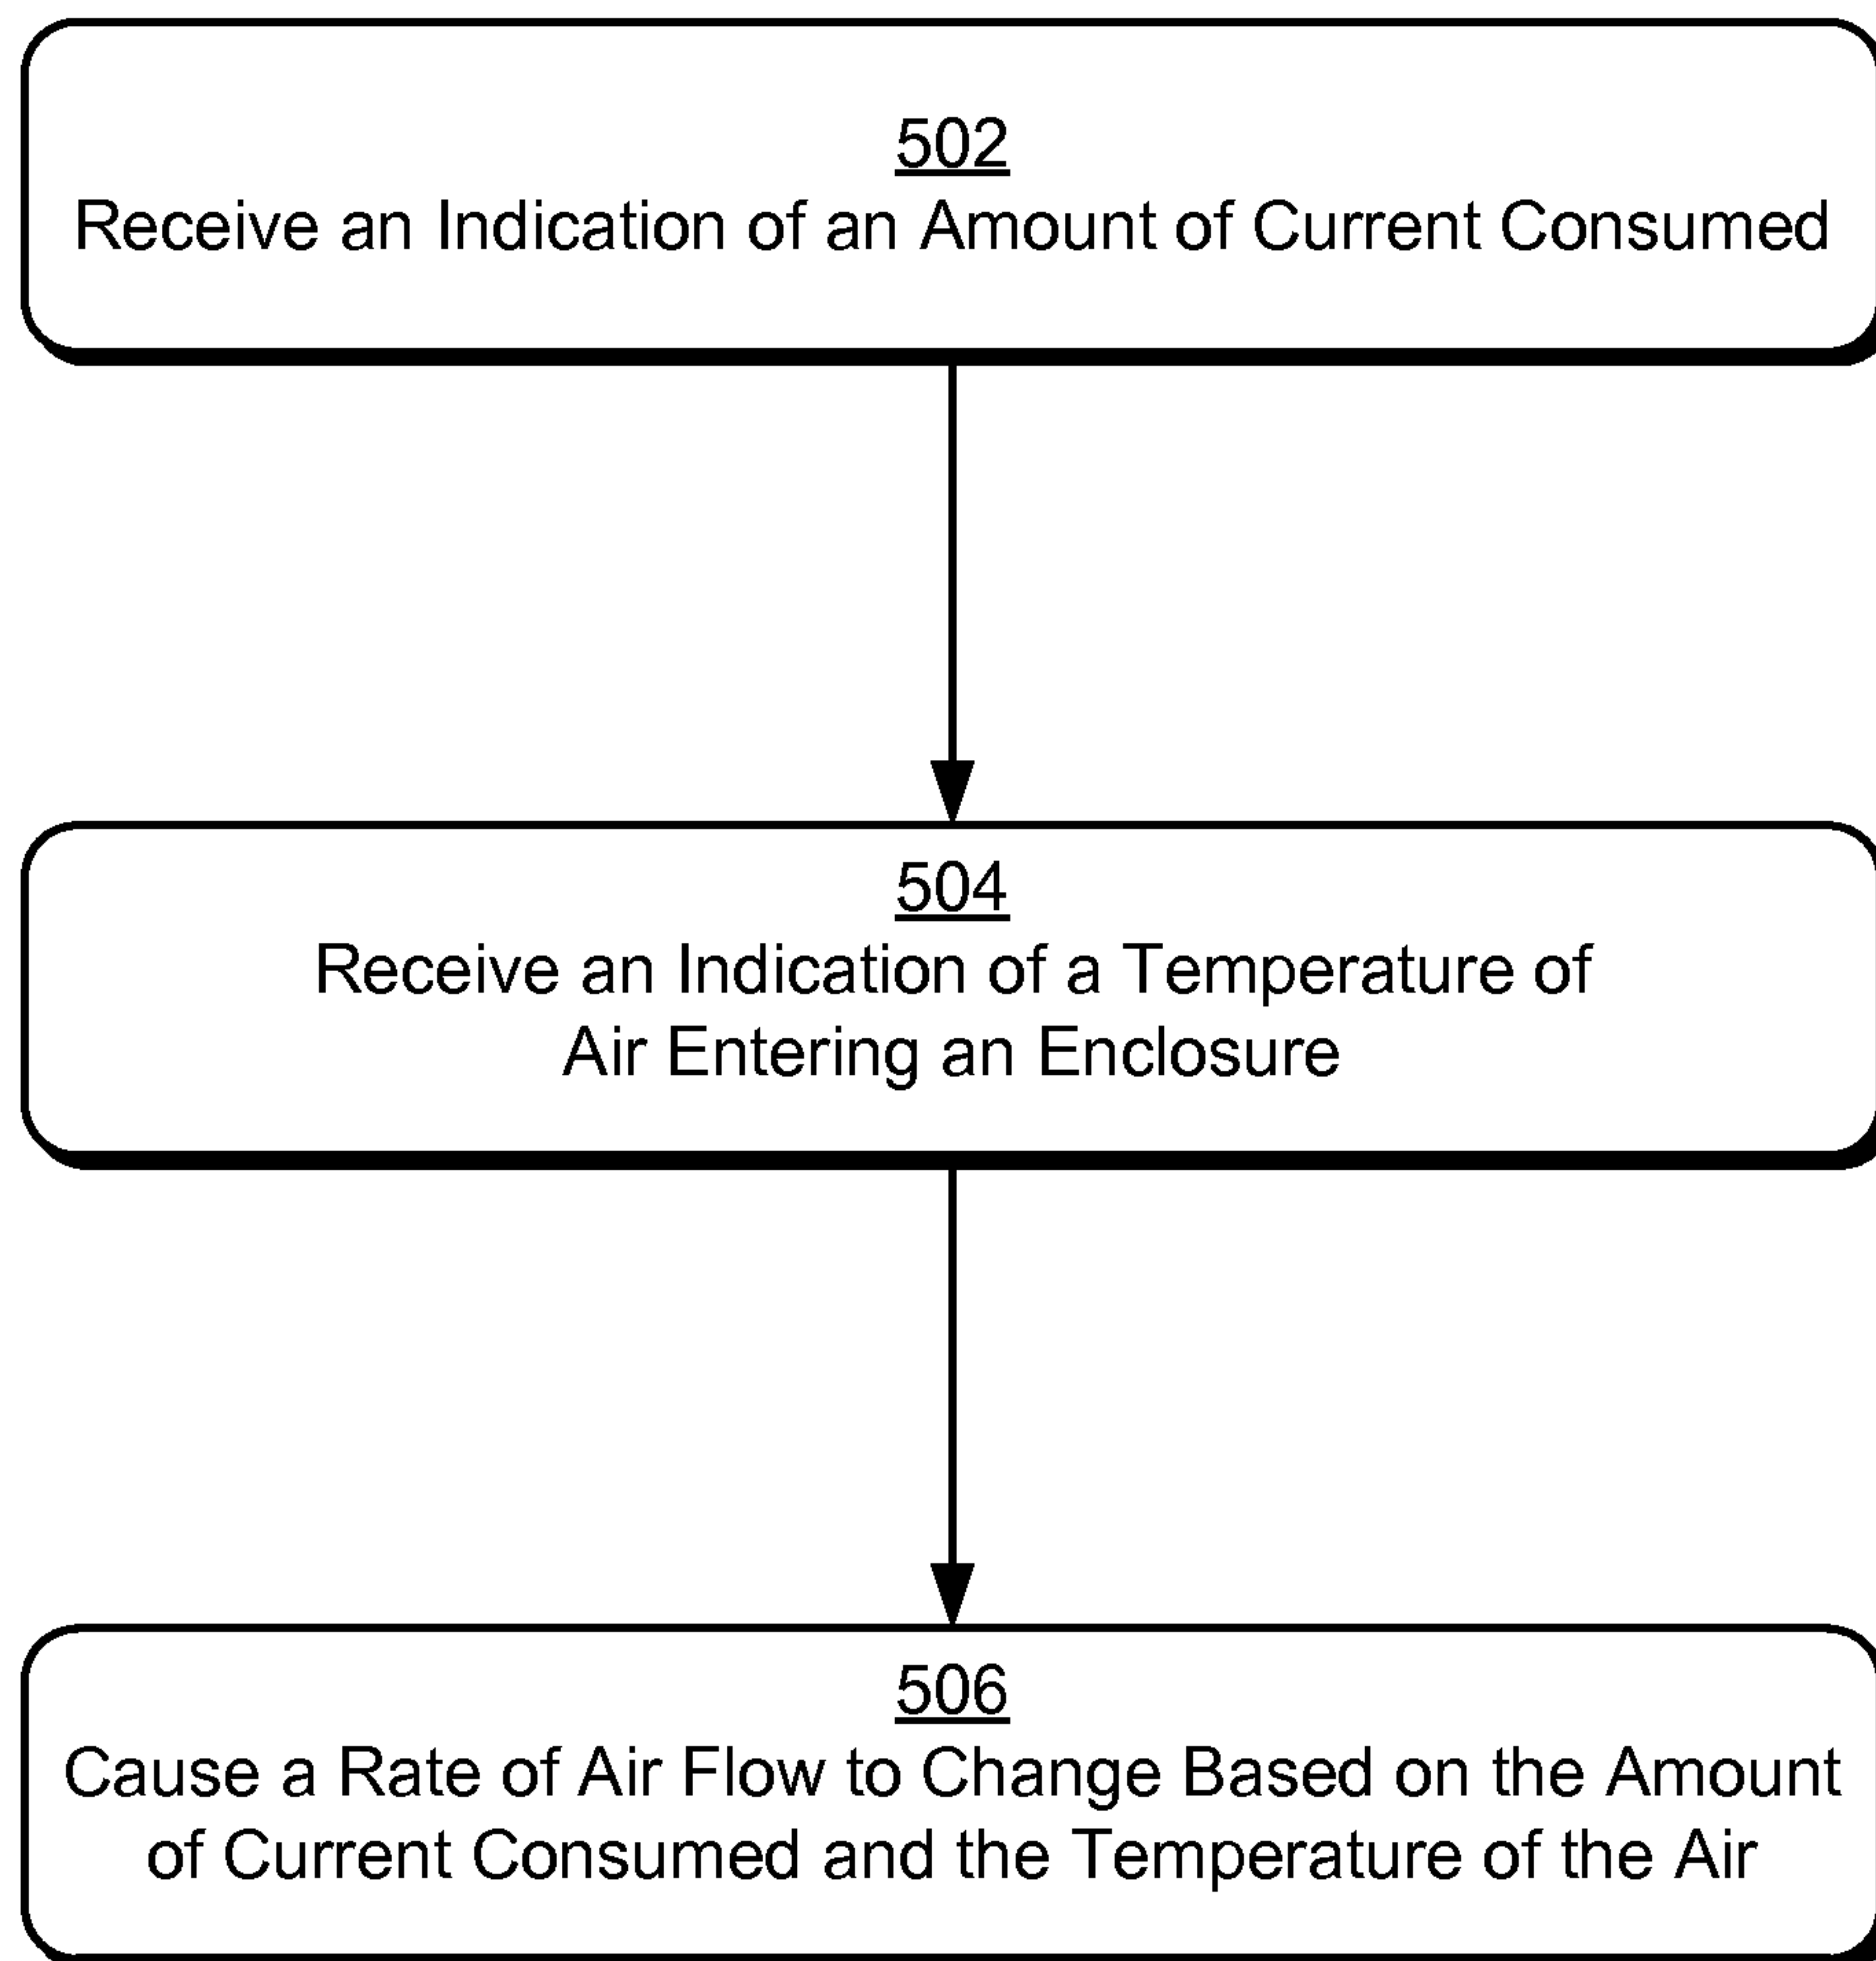 502
Receive an Indication of an Amount of Current Consumed
504
Receive an Indication of a Temperature of
Air Entering an Enclosure
506
Cause a Rate of Air Flow to Change Based on the Amount
of Current Consumed and the Temperature of the Air